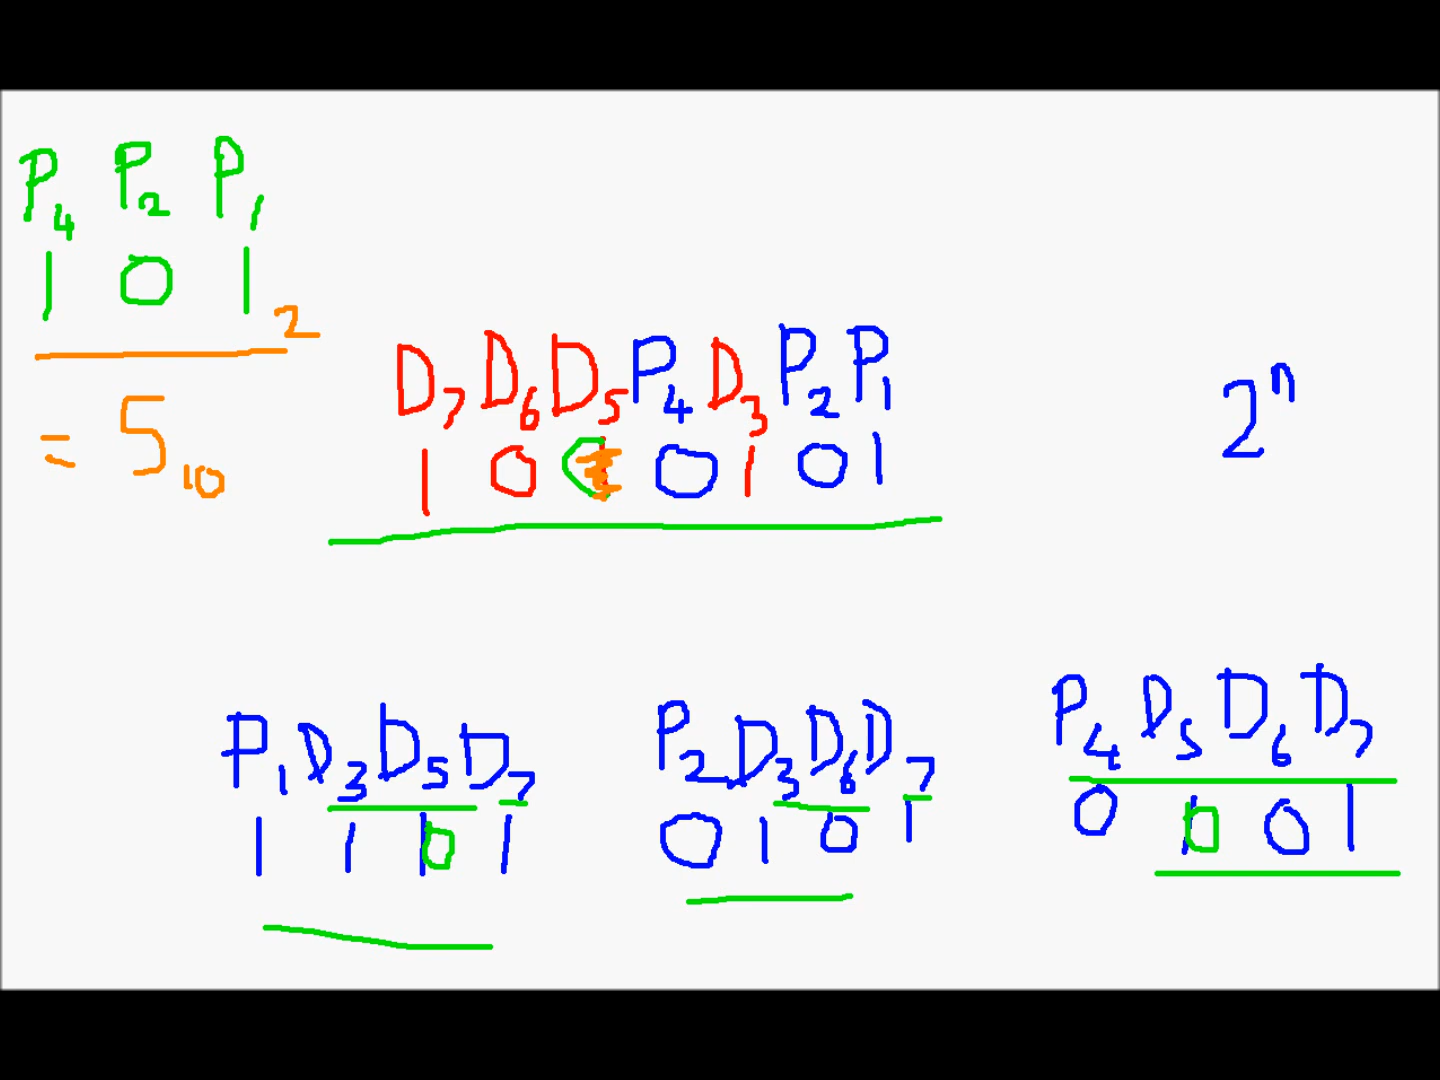 P4 P2 P1
1 0 1 2
= 5 10
D7 D6 D5 P4 D3 P2 P1
1 0 0 1 0 1
2^n
P1 D3 D5 D7
1 1 0 1
P2 D3 D6 D7
0 1 0 1
P4 D5 D6 D7
0 0 0 1